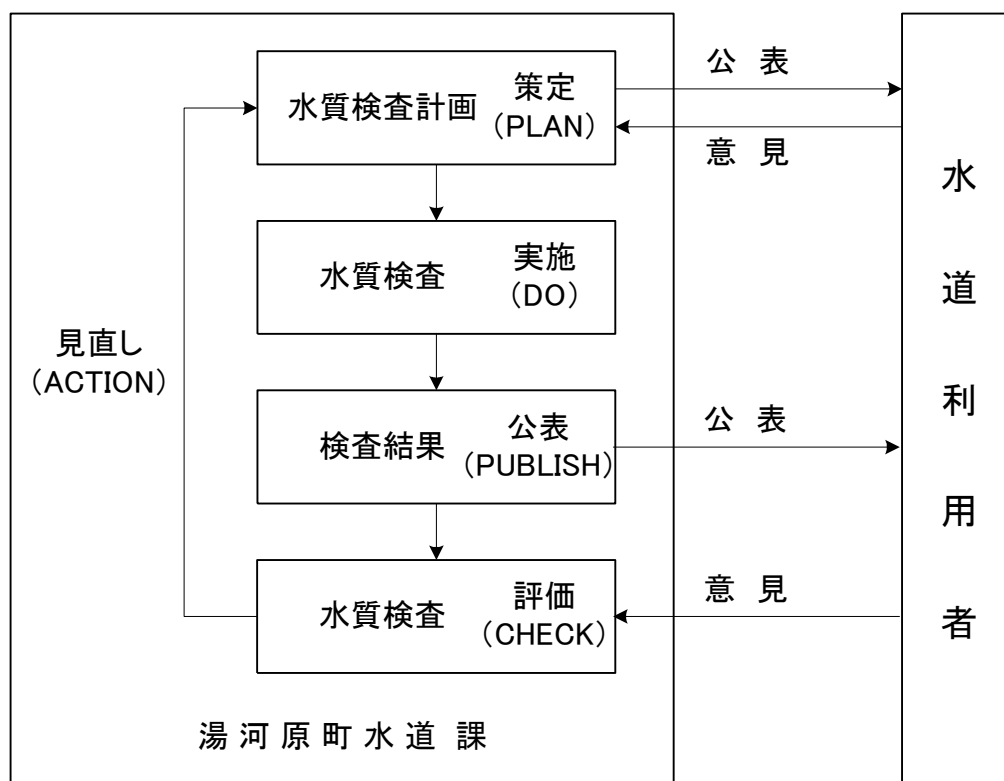 水質検査計画
策定
(PLAN)
公 表
意 見
水質検査
実施
(DO)
見直し
(ACTION)
検査結果
公表
(PUBLISH)
公 表
水質検査
評価
(CHECK)
意 見
湯河原町水道課
水道利用者